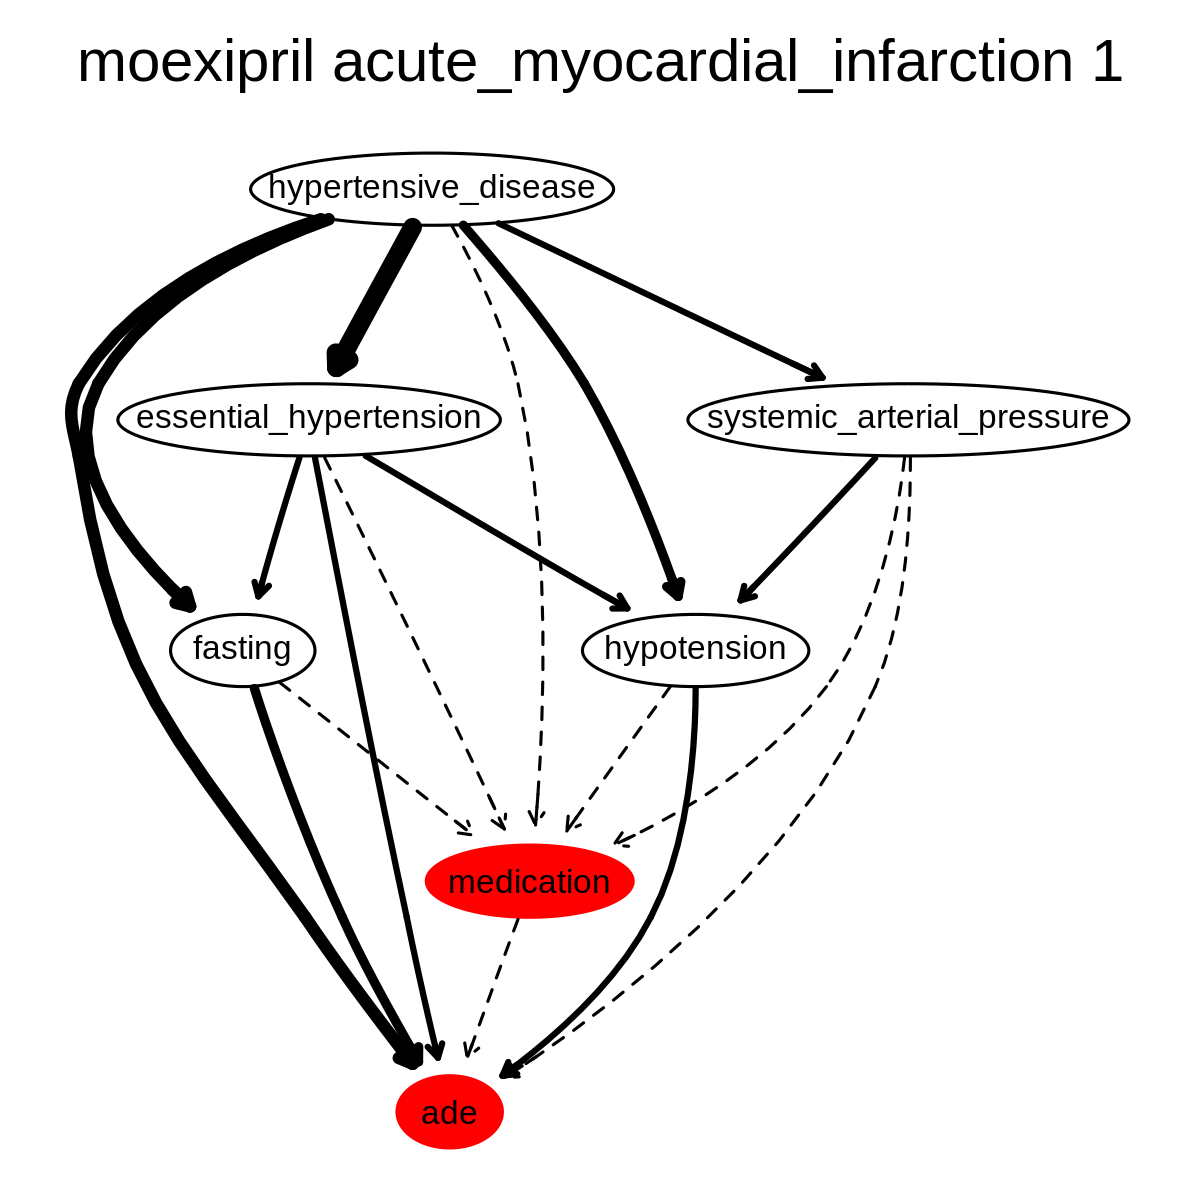 moexipril acute_myocardial_infarction 1
hypertensive_disease
essential_hypertension
systemic_arterial_pressure
fasting
hypotension
medication
ade